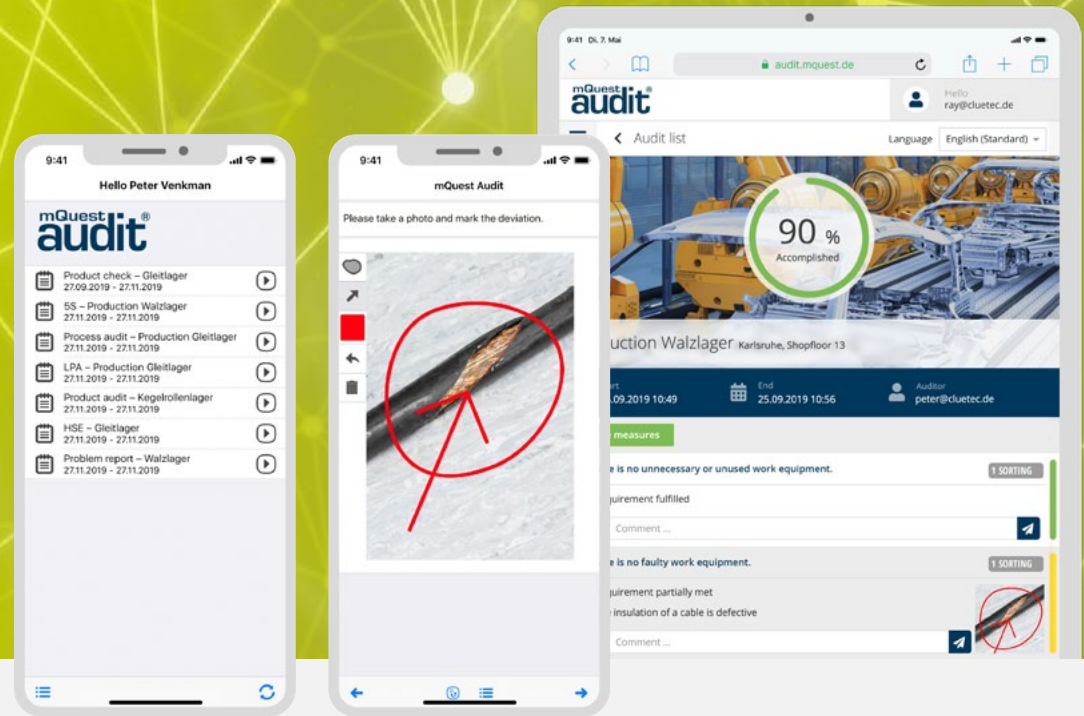 9:41
Hello Peter Venkman
mQuest
audit®
Product check – Gleitlager
27.09.2019 - 27.11.2019
5S – Production Walzlager
27.11.2019 - 27.11.2019
Process audit – Production Gleitlager
27.11.2019 - 27.11.2019
LPA – Production Gleitlager
27.11.2019 - 27.11.2019
Product audit – Kegelrollenlager
27.11.2019 - 27.11.2019
HSE – Gleitlager
27.11.2019 - 27.11.2019
Problem report – Walzlager
27.11.2019 - 27.11.2019
9:41
mQuest Audit
Please take a photo and mark the deviation.
9:41 Di. 7. Mai
audit.mquest.de
mQuest
audit®
Hello
ray@cluetec.de
Audit list
Language English (Standard)
90 %
Accomplished
uction Walzlager Karlsruhe, Shopfloor 13
.09.2019 10:49
End
25.09.2019 10:56
Auditor
peter@cluetec.de
measures
e is no unnecessary or unused work equipment.
1 SORTING
uirement fulfilled
Comment ...
e is no faulty work equipment.
1 SORTING
uirement partially met
insulation of a cable is defective
Comment ...